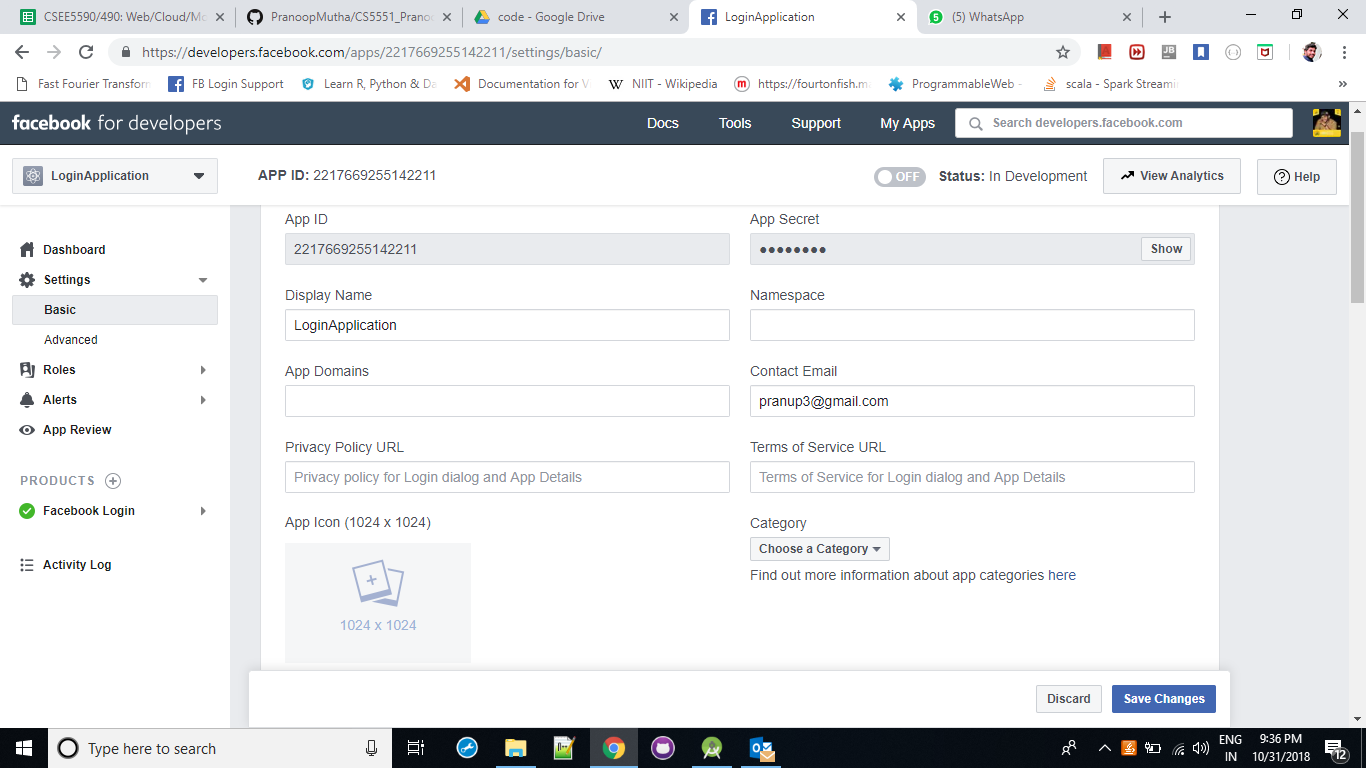 CSEE5590/490: Web/Cloud/Mo
PranoopMutha/CS5551_Prano
code - Google Drive
LoginApplication
(5) WhatsApp
https://developers.facebook.com/apps/2217669255142211/settings/basic/
Fast Fourier Transform
FB Login Support
Learn R, Python & Da
Documentation for V
NIIT - Wikipedia
https://fourtonfish.m
ProgrammableWeb -
scala - Spark Streami
facebook for developers
Docs
Tools
Support
My Apps
Search developers.facebook.com
LoginApplication
APP ID: 2217669255142211
OFF
Status: In Development
View Analytics
Help
Dashboard
Settings
Basic
Advanced
Roles
Alerts
App Review
PRODUCTS
Facebook Login
Activity Log
App ID
2217669255142211
App Secret
●●●●●●●●
Show
Display Name
LoginApplication
Namespace
App Domains
Contact Email
pranup3@gmail.com
Privacy Policy URL
Privacy policy for Login dialog and App Details
Terms of Service URL
Terms of Service for Login dialog and App Details
App Icon (1024 x 1024)
1024 x 1024
Category
Choose a Category
Find out more information about app categories here
Discard
Save Changes
Type here to search
ENG
IN
9:36 PM
10/31/2018
12